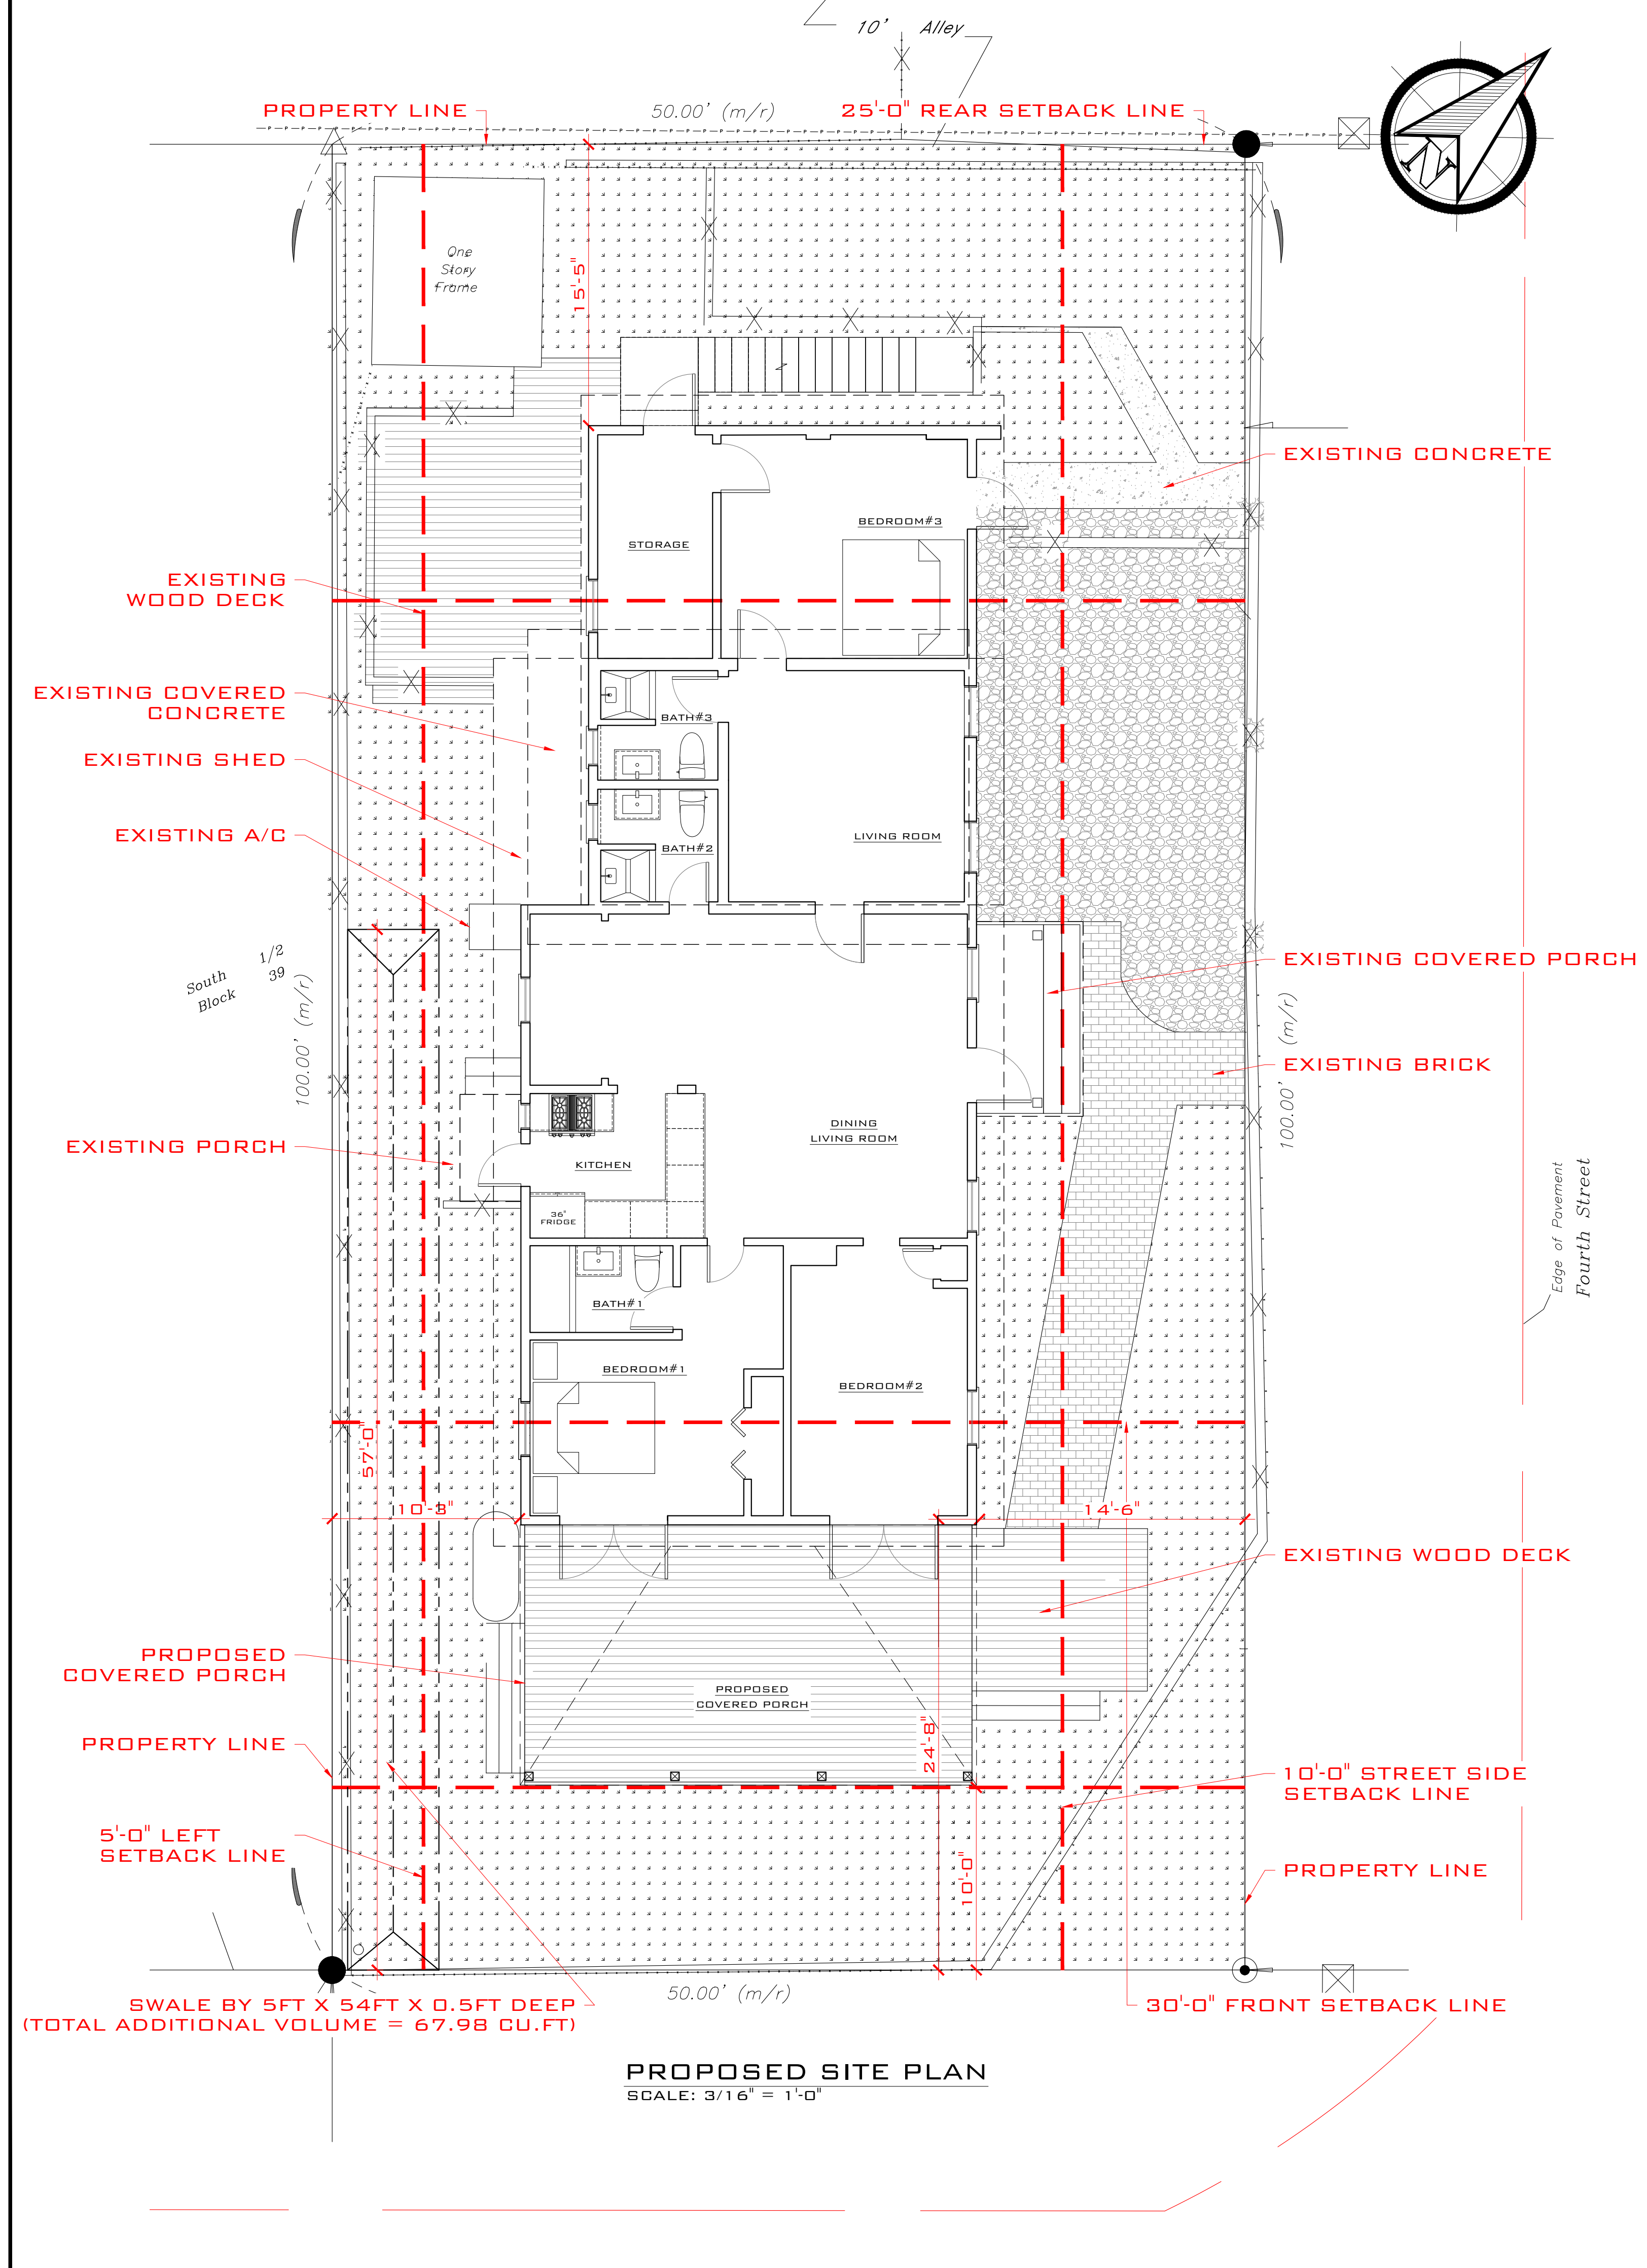 10' Alley
PROPERTY LINE
50.00' (m/r)
25'-0" REAR SETBACK LINE
N
One
Story
Frame
15'-5"
EXISTING CONCRETE
BEDROOM#3
STORAGE
EXISTING
WOOD DECK
EXISTING COVERED
CONCRETE
BATH#3
EXISTING SHED
EXISTING A/C
LIVING ROOM
BATH#2
South 1/2
Block 39
100.00' (m/r)
EXISTING COVERED PORCH
100.00' (m/r)
EXISTING BRICK
EXISTING PORCH
DINING
LIVING ROOM
KITCHEN
36"
FRIDGE
Edge of Pavement
Fourth Street
BATH#1
BEDROOM#1
BEDROOM#2
57'-0"
10'-3"
14'-6"
EXISTING WOOD DECK
PROPOSED
COVERED PORCH
PROPOSED
COVERED PORCH
24'-8"
PROPERTY LINE
10'-0" STREET SIDE
SETBACK LINE
5'-0" LEFT
SETBACK LINE
10'-0"
PROPERTY LINE
SWALE BY 5FT X 54FT X 0.5FT DEEP
(TOTAL ADDITIONAL VOLUME = 67.98 CU.FT)
50.00' (m/r)
30'-0" FRONT SETBACK LINE
PROPOSED SITE PLAN
SCALE: 3/16" = 1'-0"